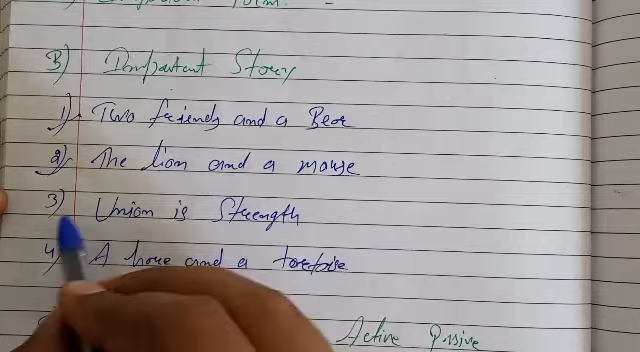 3) Important Story
1) Two friends and a Bear
2) The lion and a mouse
3) Union is Strength
4) A hare and a tortoise
Active Passive